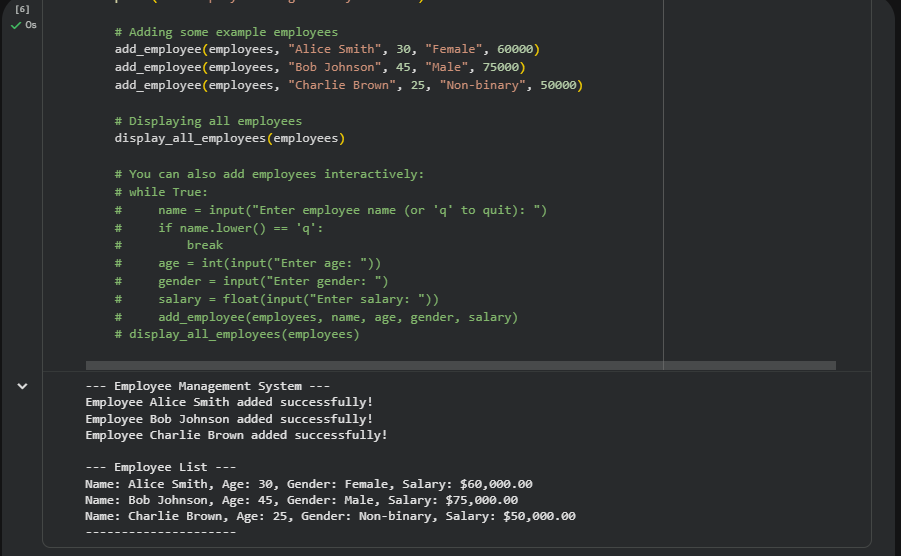 [6]
0s
# Adding some example employees
add_employee(employees, "Alice Smith", 30, "Female", 60000)
add_employee(employees, "Bob Johnson", 45, "Male", 75000)
add_employee(employees, "Charlie Brown", 25, "Non-binary", 50000)
# Displaying all employees
display_all_employees(employees)
# You can also add employees interactively:
# while True:
#     name = input("Enter employee name (or 'q' to quit): ")
#     if name.lower() == 'q':
#         break
#     age = int(input("Enter age: "))
#     gender = input("Enter gender: ")
#     salary = float(input("Enter salary: "))
#     add_employee(employees, name, age, gender, salary)
# display_all_employees(employees)
--- Employee Management System ---
Employee Alice Smith added successfully!
Employee Bob Johnson added successfully!
Employee Charlie Brown added successfully!
--- Employee List ---
Name: Alice Smith, Age: 30, Gender: Female, Salary: $60,000.00
Name: Bob Johnson, Age: 45, Gender: Male, Salary: $75,000.00
Name: Charlie Brown, Age: 25, Gender: Non-binary, Salary: $50,000.00
---------------------